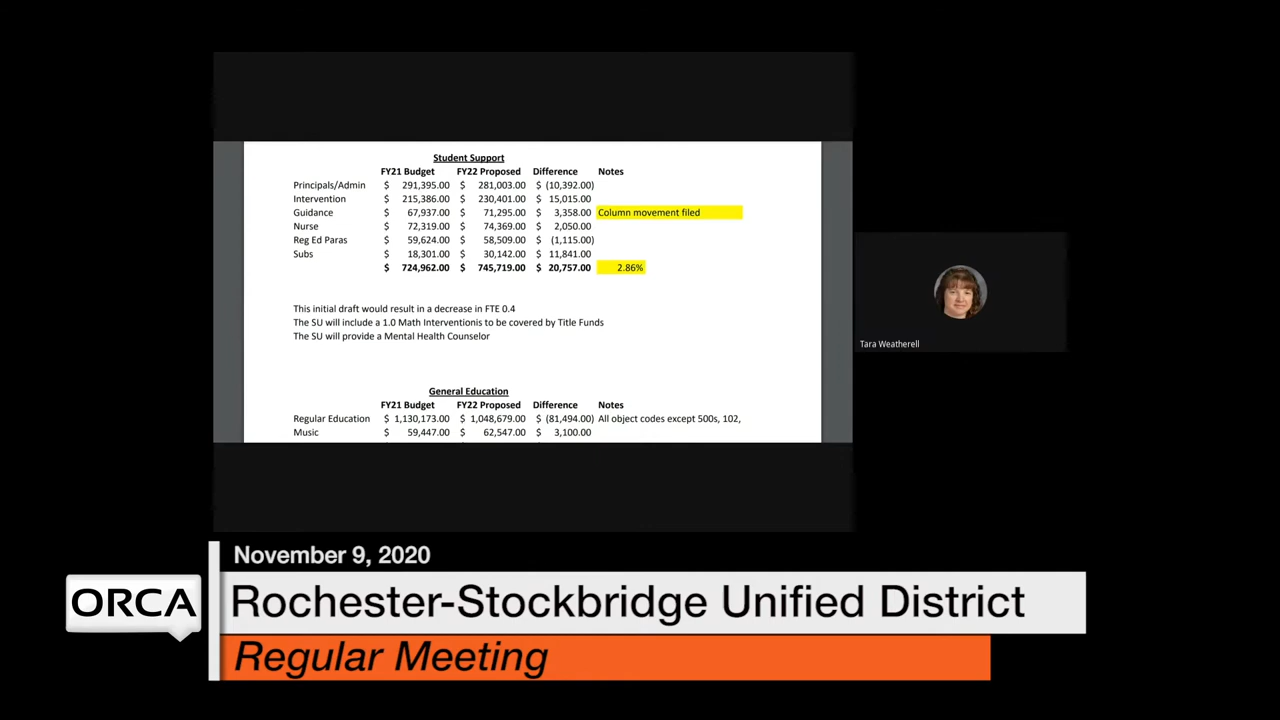 Student Support
FY21 Budget FY22 Proposed Difference Notes
Principals/Admin $ 291,395.00 $ 281,003.00 $ (10,392.00)
Intervention $ 215,386.00 $ 230,401.00 $ 15,015.00
Guidance $ 67,937.00 $ 71,295.00 $ 3,358.00 Column movement filed
Nurse $ 72,319.00 $ 74,369.00 $ 2,050.00
Reg Ed Paras $ 59,624.00 $ 58,509.00 $ (1,115.00)
Subs $ 18,301.00 $ 30,142.00 $ 11,841.00
$ 724,962.00 $ 745,719.00 $ 20,757.00 2.86%
This initial draft would result in a decrease in FTE 0.4
The SU will include a 1.0 Math Interventionis to be covered by Title Funds
The SU will provide a Mental Health Counselor
General Education
FY21 Budget FY22 Proposed Difference Notes
Regular Education $ 1,130,173.00 $ 1,048,679.00 $ (81,494.00) All object codes except 500s, 102,
Music $ 59,447.00 $ 62,547.00 $ 3,100.00
Tara Weatherell
November 9, 2020
ORCA
Rochester-Stockbridge Unified District
Regular Meeting